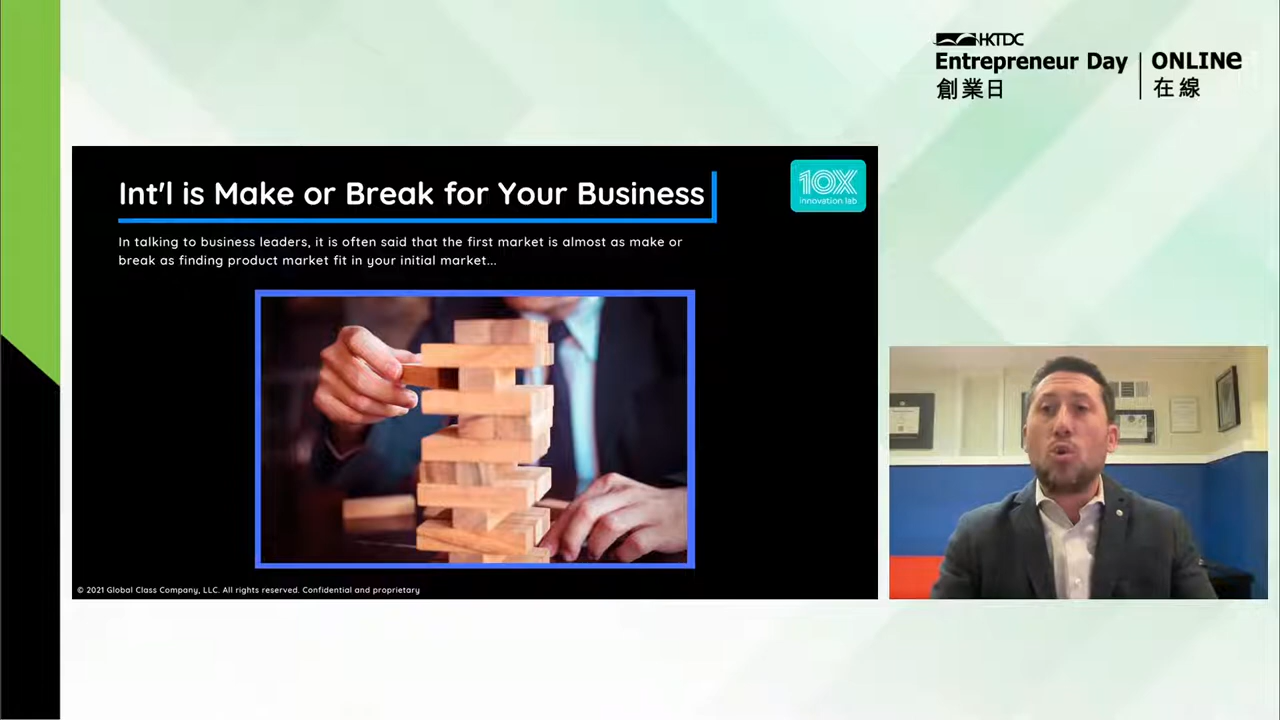 HKTDC
Entrepreneur Day
創業日
ONLINE
在線
Int'l is Make or Break for Your Business
10X
innovation lab
In talking to business leaders, it is often said that the first market is almost as make or
break as finding product market fit in your initial market...
© 2021 Global Class Company, LLC. All rights reserved. Confidential and proprietary